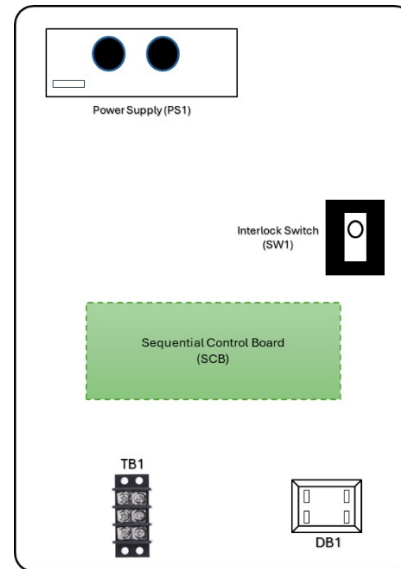 Power Supply (PS1)
Interlock Switch
(SW1)
Sequential Control Board
(SCB)
TB1
DB1